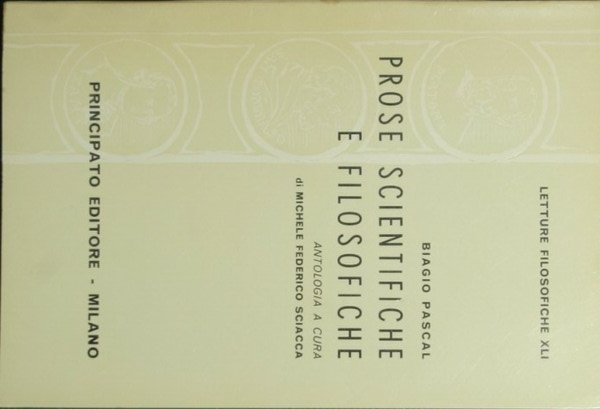 LETTURE FILOSOFICHE XLI
BIAGIO PASCAL
PROSE SCIENTIFICHE
E FILOSOFICHE
ANTOLOGIA A CURA
di MICHELE FEDERICO SCIACCA
PRINCIPATO EDITORE - MILANO